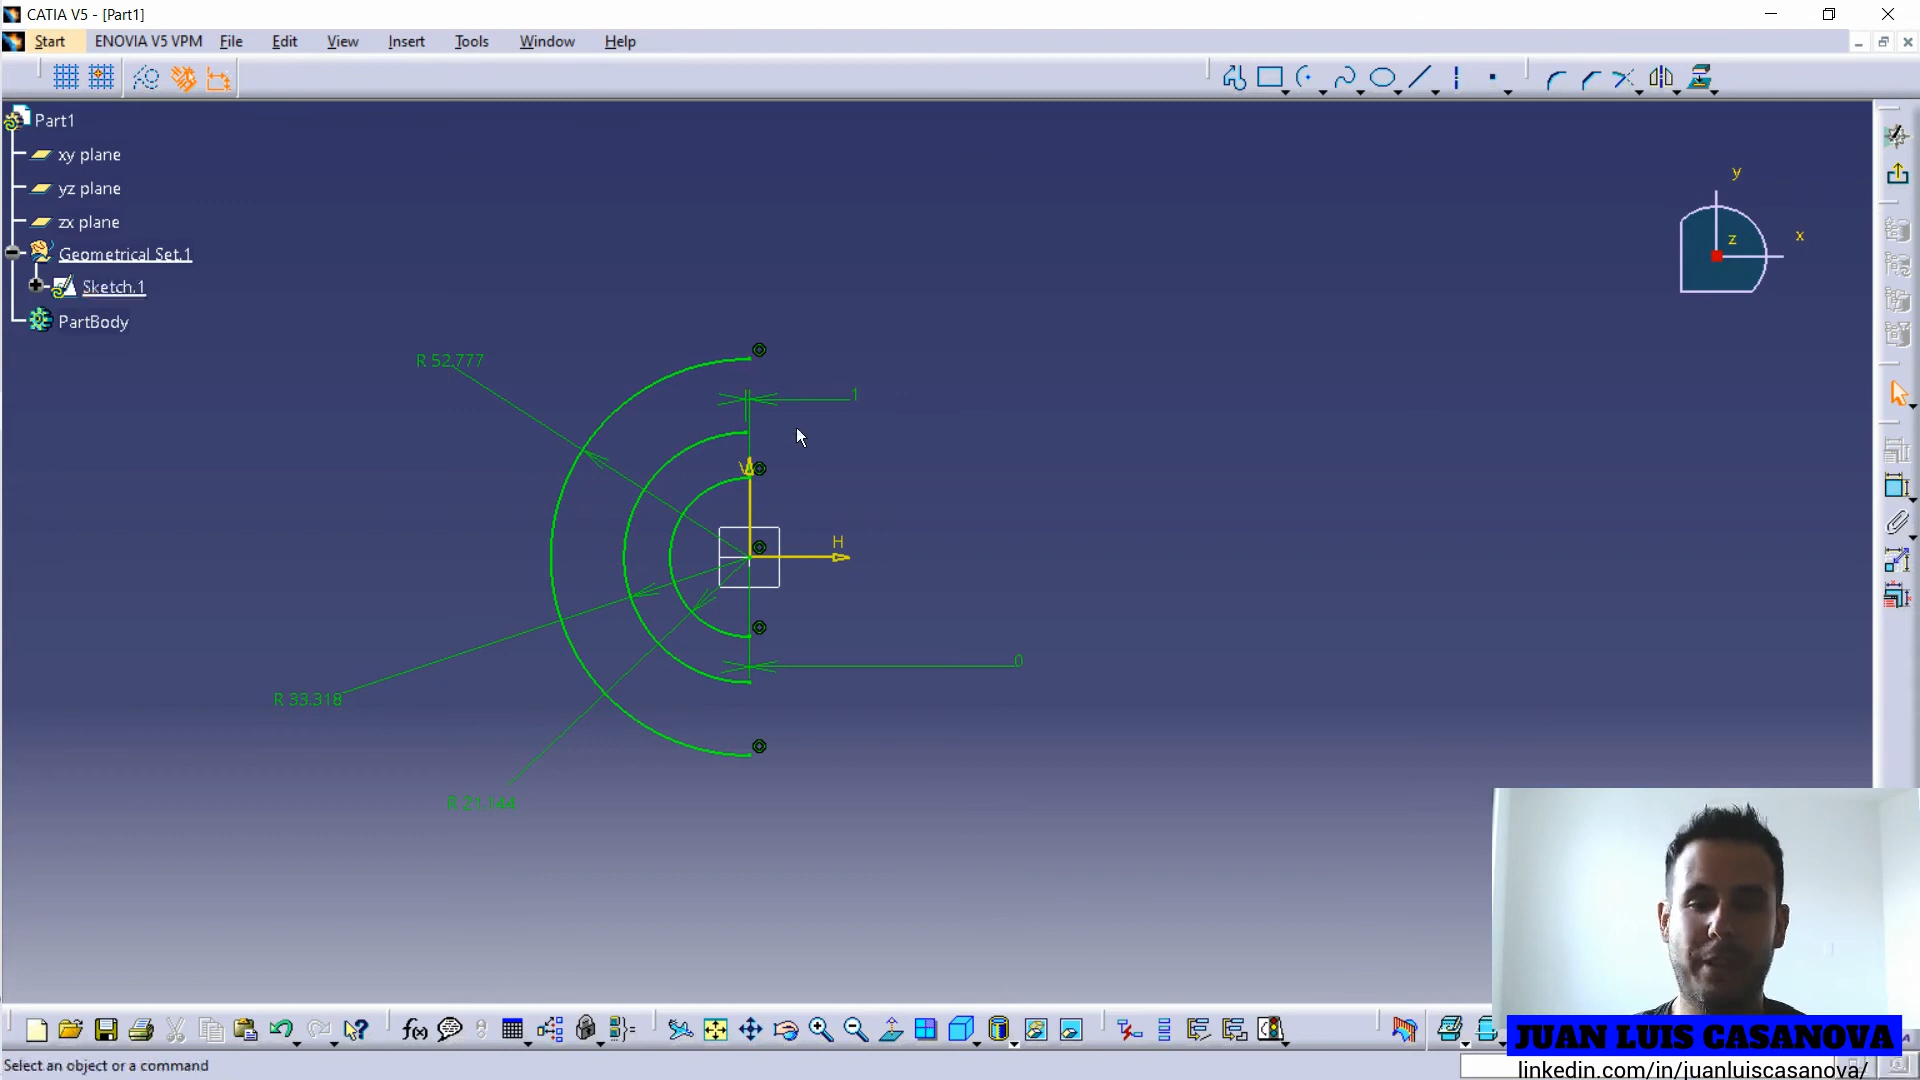 CATIA V5 - [Part1]
Start ENOVIA V5 VPM File Edit View Insert Tools Window Help
Part1
xy plane
yz plane
zx plane
Geometrical Set.1
Sketch.1
PartBody
y
x
z
R 52.777
1
V
H
0
R 33.318
R 21.144
f(x)
Select an object or a command
JUAN LUIS CASANOVA
linkedin.com/in/juanluiscasanova/